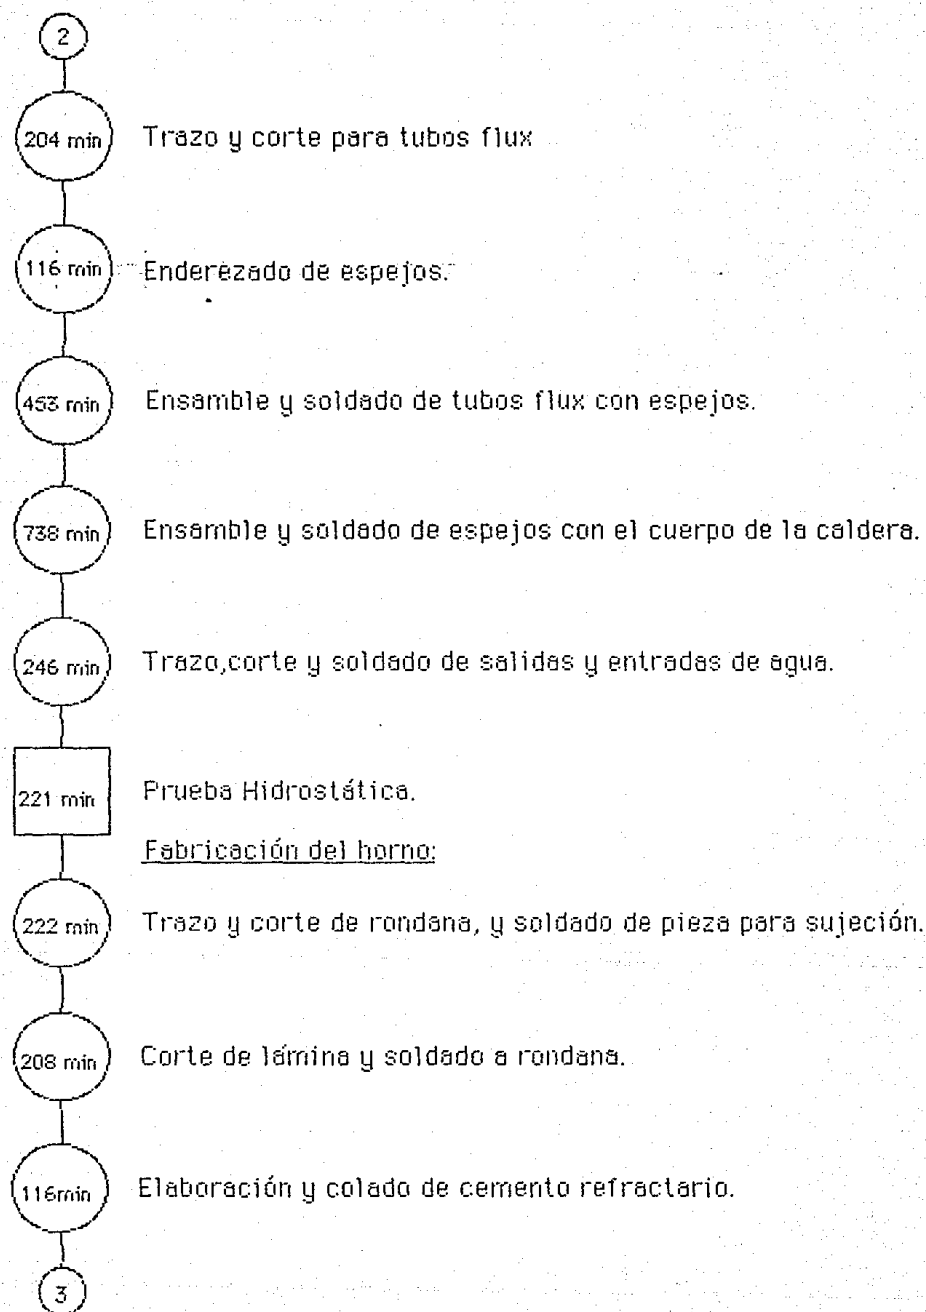 2
204 min Trazo y corte para tubos flux
116 min Enderezado de espejos.
453 min Ensamble y soldado de tubos flux con espejos.
738 min Ensamble y soldado de espejos con el cuerpo de la caldera.
246 min Trazo,corte y soldado de salidas y entradas de agua.
221 min Prueba Hidrostática.
Fabricación del horno:
222 min Trazo y corte de rondana, y soldado de pieza para sujeción.
208 min Corte de lámina y soldado a rondana.
116min Elaboración y colado de cemento refractario.
3